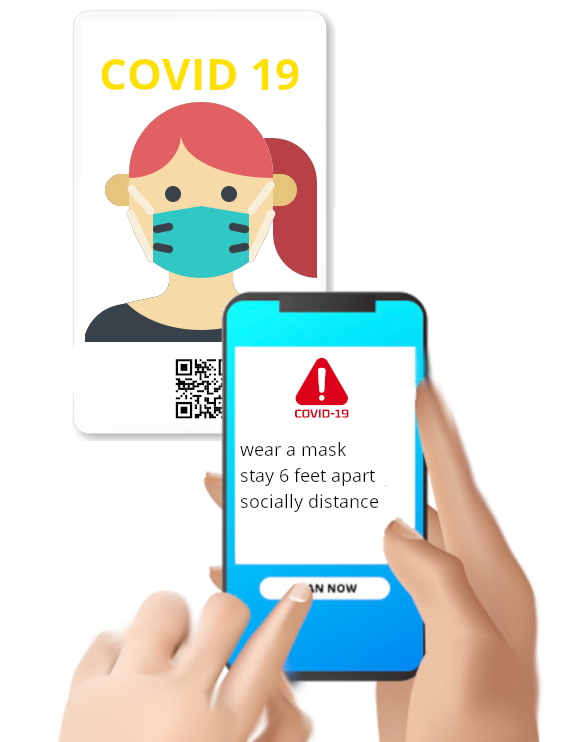 COVID 19
COVID-19
wear a mask
stay 6 feet apart
socially distance
NOW